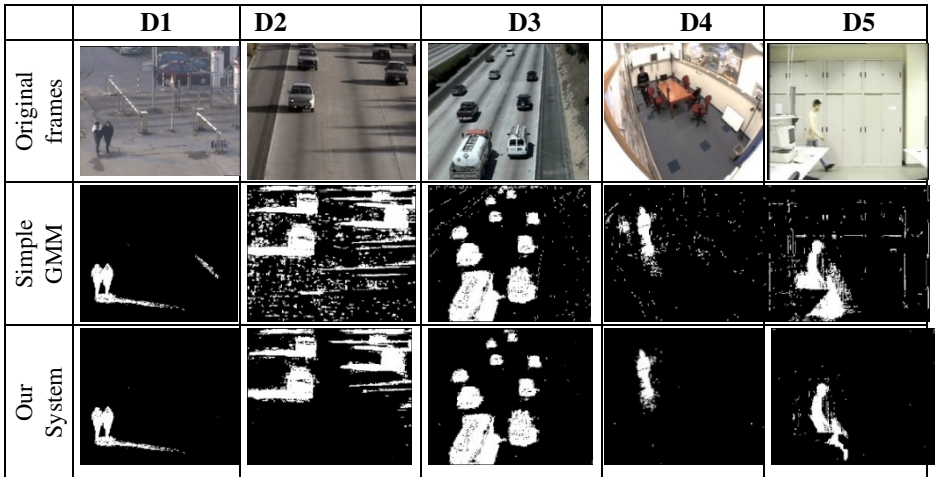 D1 D2 D3 D4 D5
Original
frames
Simple
GMM
Our
System